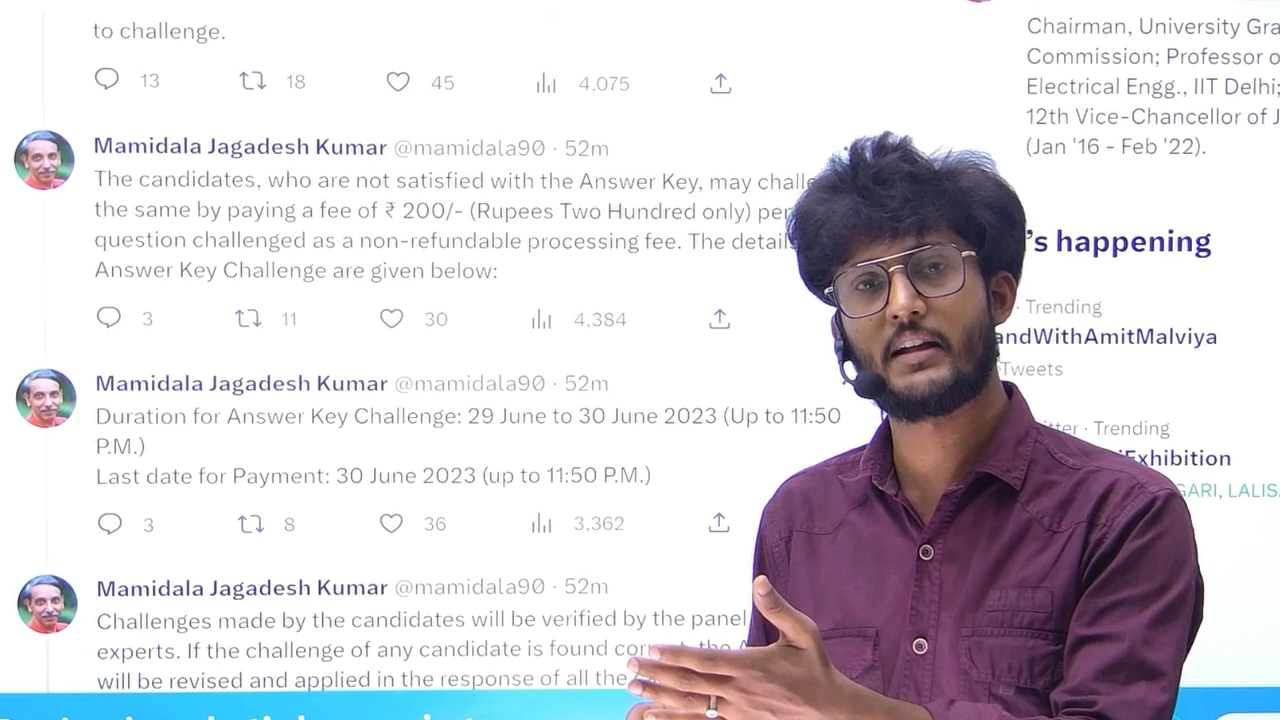 to challenge.
13 18 45 4,075
Mamidala Jagadesh Kumar @mamidala90 · 52m
The candidates, who are not satisfied with the Answer Key, may
the same by paying a fee of ₹ 200/- (Rupees Two Hundred only)
question challenged as a non-refundable processing fee. The
Answer Key Challenge are given below:
3 11 30 4,384
Mamidala Jagadesh Kumar @mamidala90 · 52m
Duration for Answer Key Challenge: 29 June to 30 June 2023 (Up to 11:50
P.M.)
Last date for Payment: 30 June 2023 (up to 11:50 P.M.)
3 8 36 3,362
Mamidala Jagadesh Kumar @mamidala90 · 52m
Challenges made by the candidates will be verified by the panel
experts. If the challenge of any candidate is found
will be revised and applied in the response of all the
Chairman, University
Commission; Professor
Electrical Engg., IIT Delhi;
12th Vice-Chancellor of
(Jan '16 - Feb '22).
's happening
· Trending
andWithAmitMalviya
Tweets
· Trending
iExhibition
GARI, LALISA